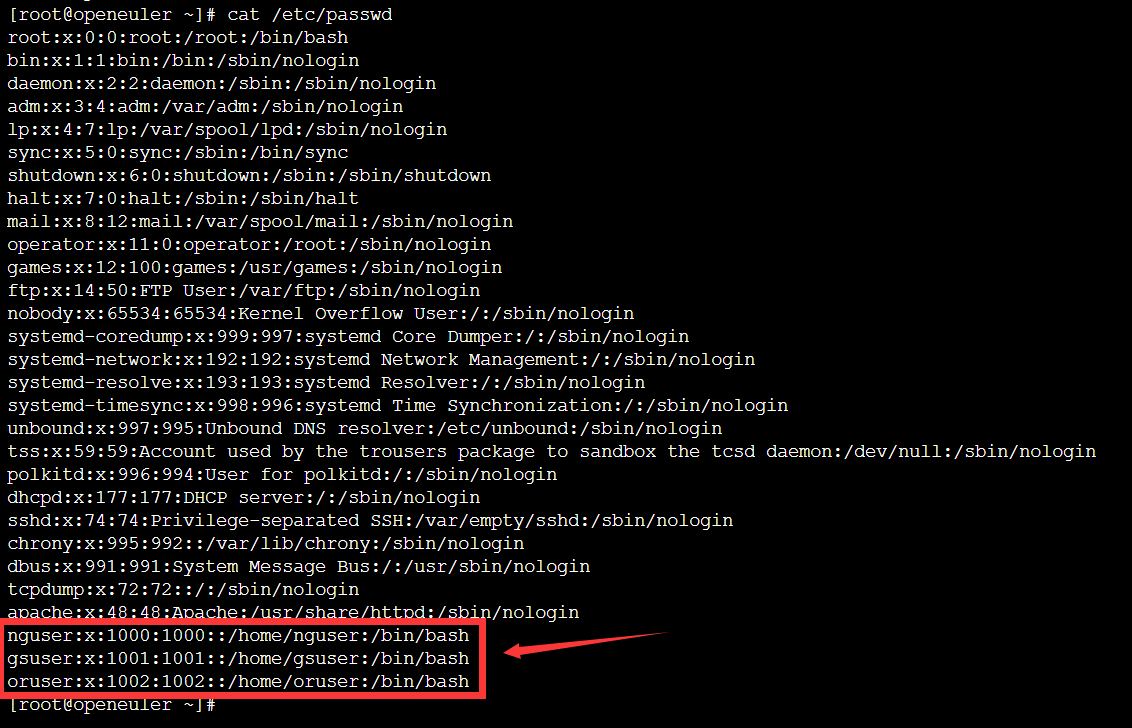 [root@openeuler ~]# cat /etc/passwd
root:x:0:0:root:/root:/bin/bash
bin:x:1:1:bin:/bin:/sbin/nologin
daemon:x:2:2:daemon:/sbin:/sbin/nologin
adm:x:3:4:adm:/var/adm:/sbin/nologin
lp:x:4:7:lp:/var/spool/lpd:/sbin/nologin
sync:x:5:0:sync:/sbin:/bin/sync
shutdown:x:6:0:shutdown:/sbin:/sbin/shutdown
halt:x:7:0:halt:/sbin:/sbin/halt
mail:x:8:12:mail:/var/spool/mail:/sbin/nologin
operator:x:11:0:operator:/root:/sbin/nologin
games:x:12:100:games:/usr/games:/sbin/nologin
ftp:x:14:50:FTP User:/var/ftp:/sbin/nologin
nobody:x:65534:65534:Kernel Overflow User:/:/sbin/nologin
systemd-coredump:x:999:997:systemd Core Dumper:/:/sbin/nologin
systemd-network:x:192:192:systemd Network Management:/:/sbin/nologin
systemd-resolve:x:193:193:systemd Resolver:/:/sbin/nologin
systemd-timesync:x:998:996:systemd Time Synchronization:/:/sbin/nologin
unbound:x:997:995:Unbound DNS resolver:/etc/unbound:/sbin/nologin
tss:x:59:59:Account used by the trousers package to sandbox the tcsd daemon:/dev/null:/sbin/nologin
polkitd:x:996:994:User for polkitd:/:/sbin/nologin
dhcpd:x:177:177:DHCP server:/:/sbin/nologin
sshd:x:74:74:Privilege-separated SSH:/var/empty/sshd:/sbin/nologin
chrony:x:995:992::/var/lib/chrony:/sbin/nologin
dbus:x:991:991:System Message Bus:/:/usr/sbin/nologin
tcpdump:x:72:72::/:/sbin/nologin
apache:x:48:48:Apache:/usr/share/httpd:/sbin/nologin
nguser:x:1000:1000::/home/nguser:/bin/bash
gsuser:x:1001:1001::/home/gsuser:/bin/bash
oruser:x:1002:1002::/home/oruser:/bin/bash
[root@openeuler ~]#